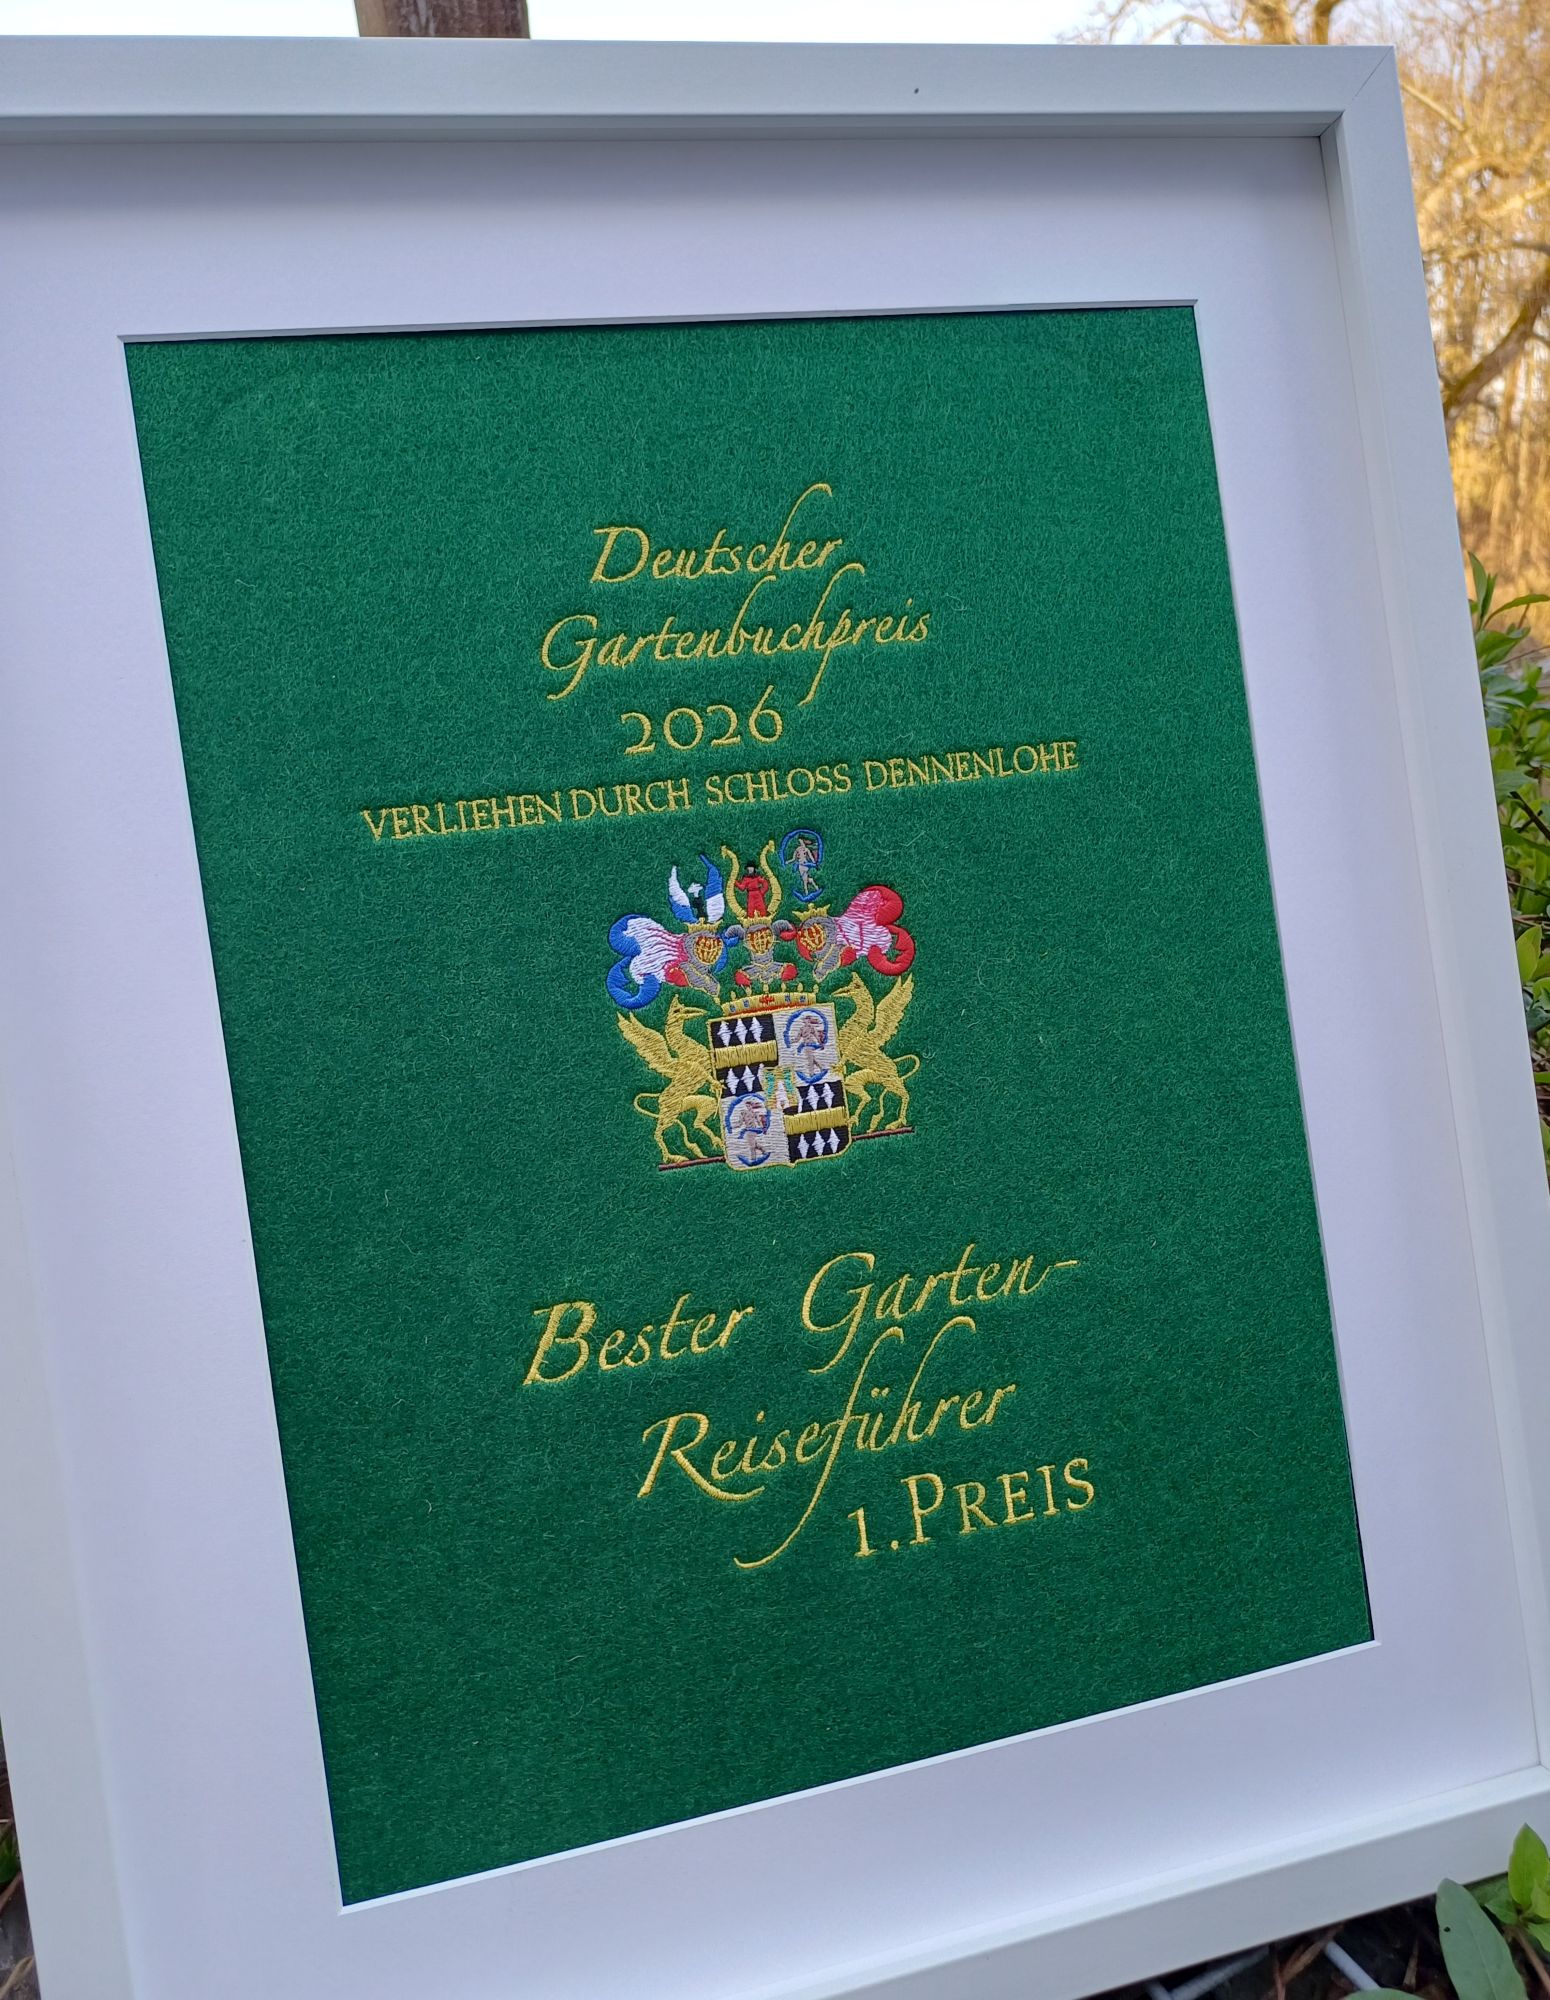 Deutscher
Gartenbuchpreis
2026
VERLIEHEN DURCH SCHLOSS DENNENLOHE
Bester Garten-
Reiseführer
1. PREIS